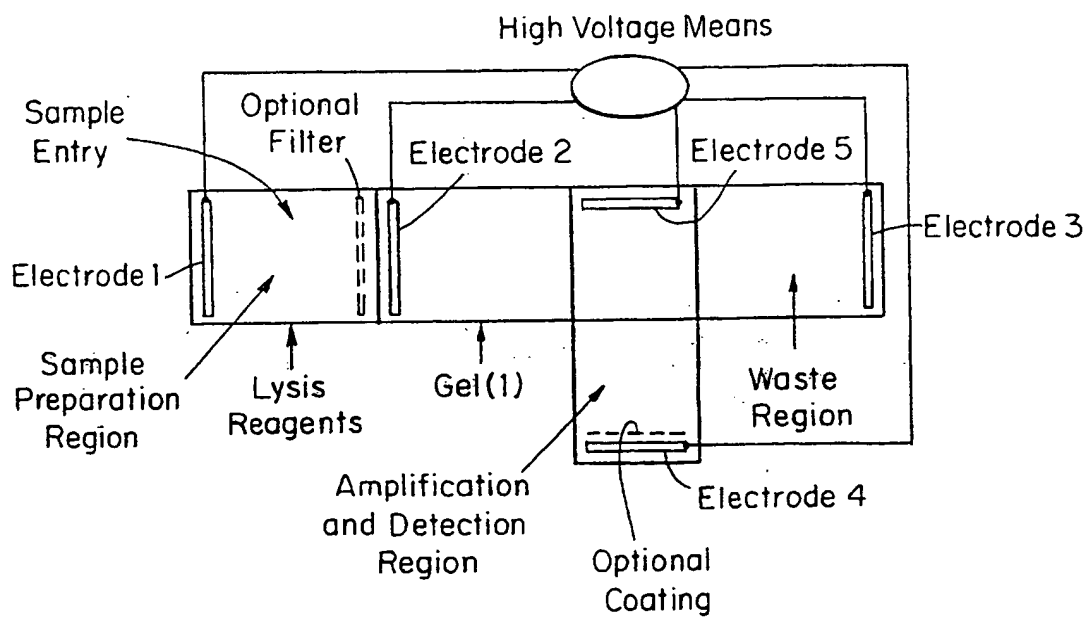 High Voltage Means
Sample
Entry
Optional
Filter
Electrode 2
Electrode 5
Electrode 3
Electrode 1
Sample
Preparation
Region
Lysis
Reagents
Gel(1)
Waste
Region
Amplification
and Detection
Region
Electrode 4
Optional
Coating